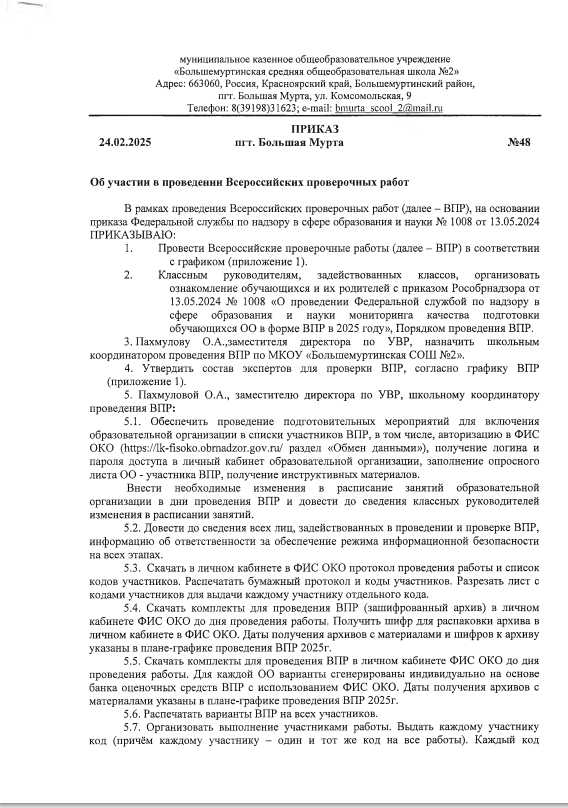 муниципальное казенное общеобразовательное учреждение
«Большемуртинская средняя общеобразовательная школа №2»
Адрес: 663060, Россия, Красноярский край, Большемуртинский район,
пгт. Большая Мурта, ул. Комсомольская, 9
Телефон: 8(39198)31623; e-mail: bmurta_scool_2@mail.ru
ПРИКАЗ
24.02.2025 пгт. Большая Мурта №48
Об участии в проведении Всероссийских проверочных работ
В рамках проведения Всероссийских проверочных работ (далее – ВПР), на основании
приказа Федеральной службы по надзору в сфере образования и науки № 1008 от 13.05.2024
ПРИКАЗЫВАЮ:
1. Провести Всероссийские проверочные работы (далее – ВПР) в соответствии
с графиком (приложение 1).
2. Классным руководителям, задействованных классов, организовать
ознакомление обучающихся и их родителей с приказом Рособрнадзора от
13.05.2024 № 1008 «О проведении Федеральной службой по надзору в
сфере образования и науки мониторинга качества подготовки
обучающихся ОО в форме ВПР в 2025 году», Порядком проведения ВПР.
3. Пахмулову О.А.,заместителя директора по УВР, назначить школьным
координатором проведения ВПР по МКОУ «Большемуртинская СОШ №2».
4. Утвердить состав экспертов для проверки ВПР, согласно графику ВПР
(приложение 1).
5. Пахмуловой О.А., заместителю директора по УВР, школьному координатору
проведения ВПР:
5.1. Обеспечить проведение подготовительных мероприятий для включения
образовательной организации в списки участников ВПР, в том числе, авторизацию в ФИС
ОКО (https://lk-fisoko.obrnadzor.gov.ru/ раздел «Обмен данными»), получение логина и
пароля доступа в личный кабинет образовательной организации, заполнение опросного
листа ОО - участника ВПР, получение инструктивных материалов.
Внести необходимые изменения в расписание занятий образовательной
организации в дни проведения ВПР и довести до сведения классных руководителей
изменения в расписании занятий.
5.2. Довести до сведения всех лиц, задействованных в проведении и проверке ВПР,
информацию об ответственности за обеспечение режима информационной безопасности
на всех этапах.
5.3. Скачать в личном кабинете в ФИС ОКО протокол проведения работы и список
кодов участников. Распечатать бумажный протокол и коды участников. Разрезать лист с
кодами участников для выдачи каждому участнику отдельного кода.
5.4. Скачать комплекты для проведения ВПР (зашифрованный архив) в личном
кабинете ФИС ОКО до дня проведения работы. Получить шифр для распаковки архива в
личном кабинете в ФИС ОКО. Даты получения архивов с материалами и шифров к архиву
указаны в плане-графике проведения ВПР 2025г.
5.5. Скачать комплекты для проведения ВПР в личном кабинете ФИС ОКО до дня
проведения работы. Для каждой ОО варианты сгенерированы индивидуально на основе
банка оценочных средств ВПР с использованием ФИС ОКО. Даты получения архивов с
материалами указаны в плане-графике проведения ВПР 2025г.
5.6. Распечатать варианты ВПР на всех участников.
5.7. Организовать выполнение участниками работы. Выдать каждому участнику
код (причём каждому участнику – один и тот же код на все работы). Каждый код